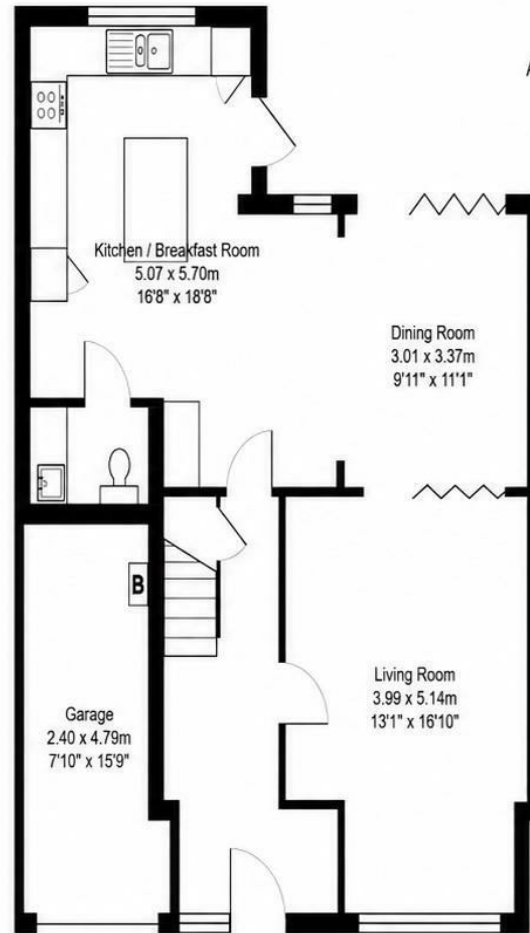 Kitchen / Breakfast Room
5.07 x 5.70m
16'8" x 18'8"
Dining Room
3.01 x 3.37m
9'11" x 11'1"
B
Living Room
3.99 x 5.14m
13'1" x 16'10"
Garage
2.40 x 4.79m
7'10" x 15'9"